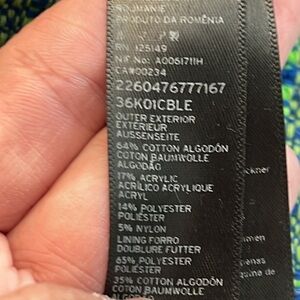 ROUMANIE
PRODUTO DA ROMÊNIA
RN 125149
NIF No: A0061711H
CA#00234
2260476777167
36K01CBLE
OUTER EXTERIOR
EXTÉRIEUR
AUSSENSEITE
64% COTTON ALGODÓN
COTON BAUMWOLLE
ALGODÃO
17% ACRYLIC
ACRÍLICO ACRYLIQUE
ACRYL
14% POLYESTER
POLIÉSTER
5% NYLON
LINING FORRO
DOUBLURE FUTTER
65% POLYESTER
POLIÉSTER
35% COTTON ALGODÓN
COTON BAUMWOLLE